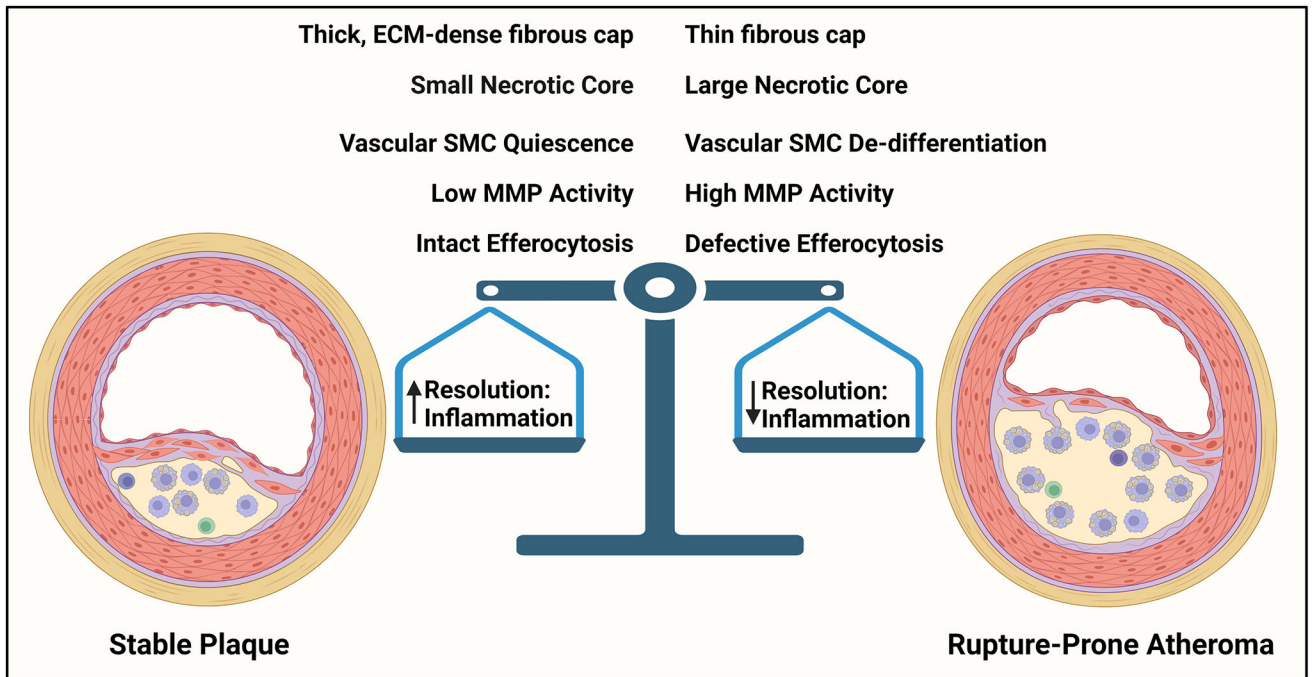 Thick, ECM-dense fibrous cap
Small Necrotic Core
Vascular SMC Quiescence
Low MMP Activity
Intact Efferocytosis
Thin fibrous cap
Large Necrotic Core
Vascular SMC De-differentiation
High MMP Activity
Defective Efferocytosis
↑ Resolution:
Inflammation
↓ Resolution:
Inflammation
Stable Plaque
Rupture-Prone Atheroma